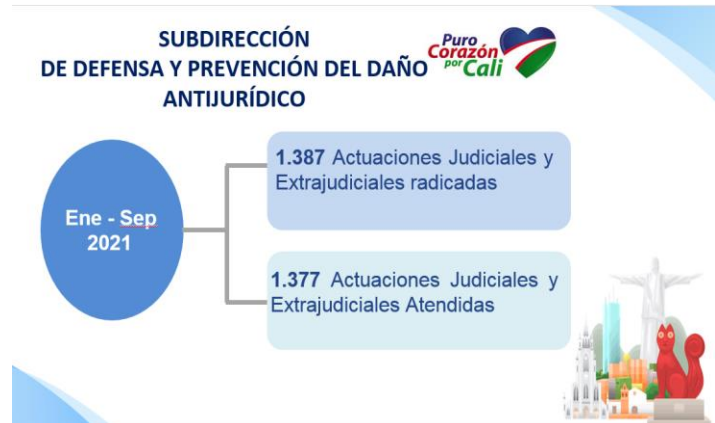 SUBDIRECCIÓN
DE DEFENSA Y PREVENCIÓN DEL DAÑO
ANTIJURÍDICO
Puro
Corazón
por Cali
Ene - Sep
2021
1.387 Actuaciones Judiciales y
Extrajudiciales radicadas
1.377 Actuaciones Judiciales y
Extrajudiciales Atendidas